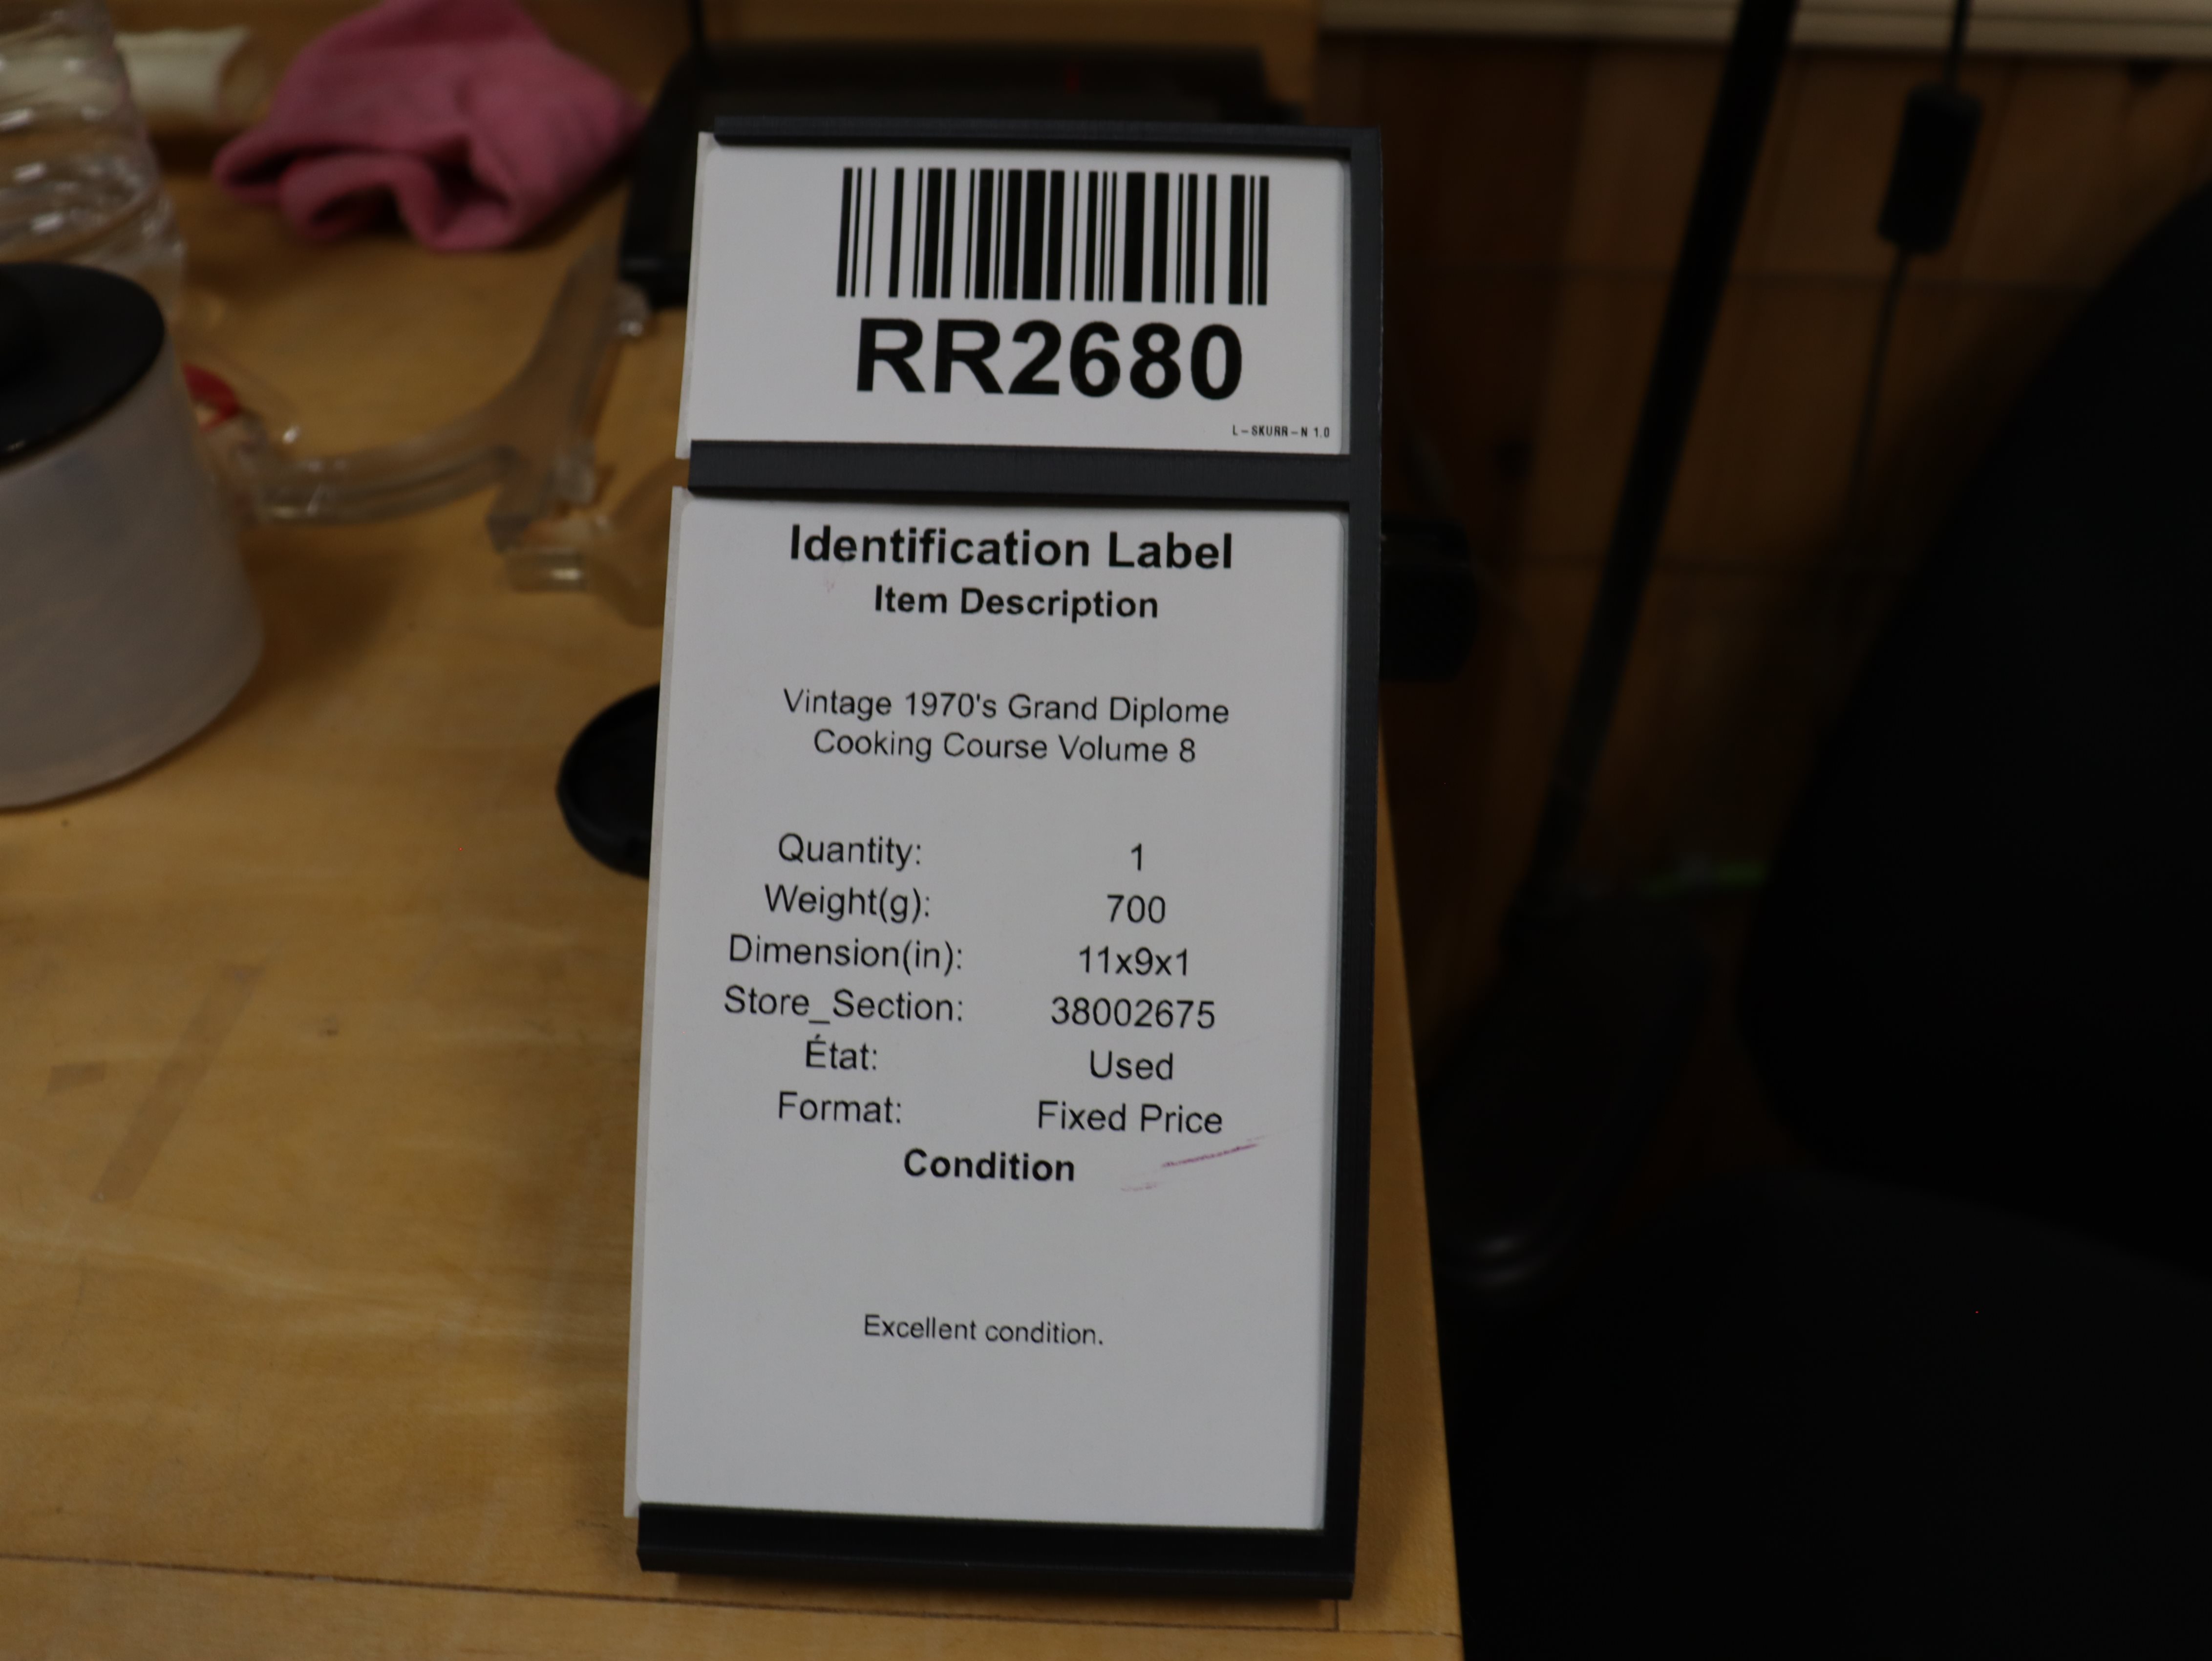 RR2680
L-SKURR-N 1.0
Identification Label
Item Description
Vintage 1970's Grand Diplome
Cooking Course Volume 8
Quantity: 1
Weight(g): 700
Dimension(in): 11x9x1
Store_Section: 38002675
État: Used
Format: Fixed Price
Condition
Excellent condition.